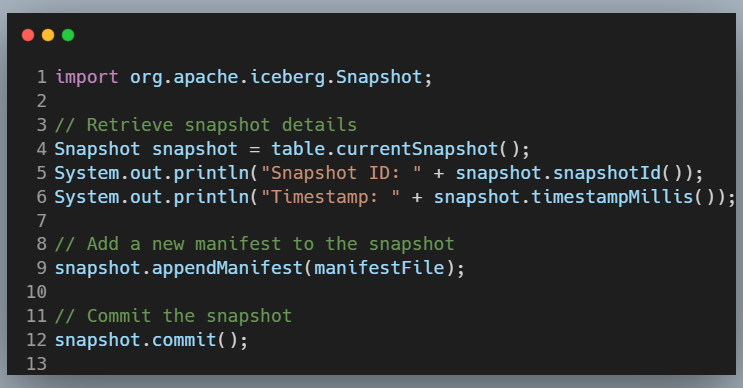 1 import org.apache.iceberg.Snapshot;
2
3 // Retrieve snapshot details
4 Snapshot snapshot = table.currentSnapshot();
5 System.out.println("Snapshot ID: " + snapshot.snapshotId());
6 System.out.println("Timestamp: " + snapshot.timestampMillis());
7
8 // Add a new manifest to the snapshot
9 snapshot.appendManifest(manifestFile);
10
11 // Commit the snapshot
12 snapshot.commit();
13